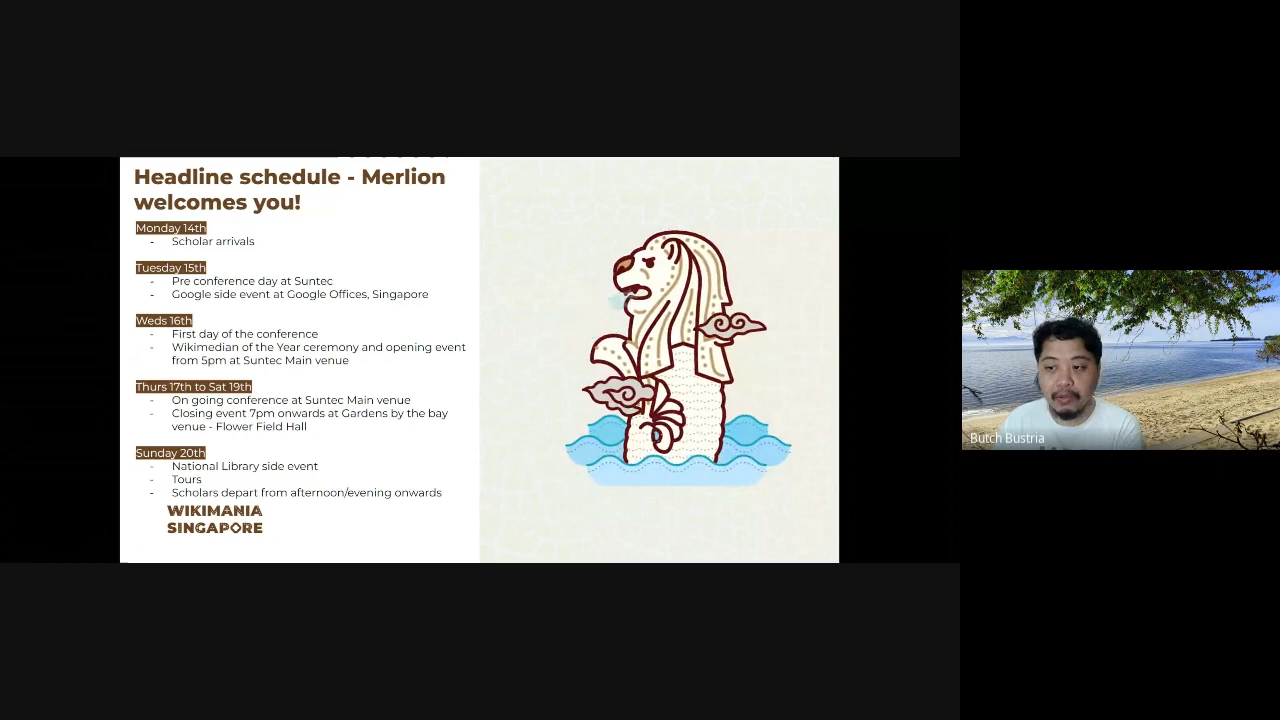 Headline schedule - Merlion
welcomes you!
Monday 14th
- Scholar arrivals
Tuesday 15th
- Pre conference day at Suntec
- Google side event at Google Offices, Singapore
Weds 16th
- First day of the conference
- Wikimedian of the Year ceremony and opening event
from 5pm at Suntec Main venue
Thurs 17th to Sat 19th
- On going conference at Suntec Main venue
- Closing event 7pm onwards at Gardens by the bay
venue - Flower Field Hall
Sunday 20th
- National Library side event
- Tours
- Scholars depart from afternoon/evening onwards
WIKIMANIA
SINGAPORE
Butch Bustria